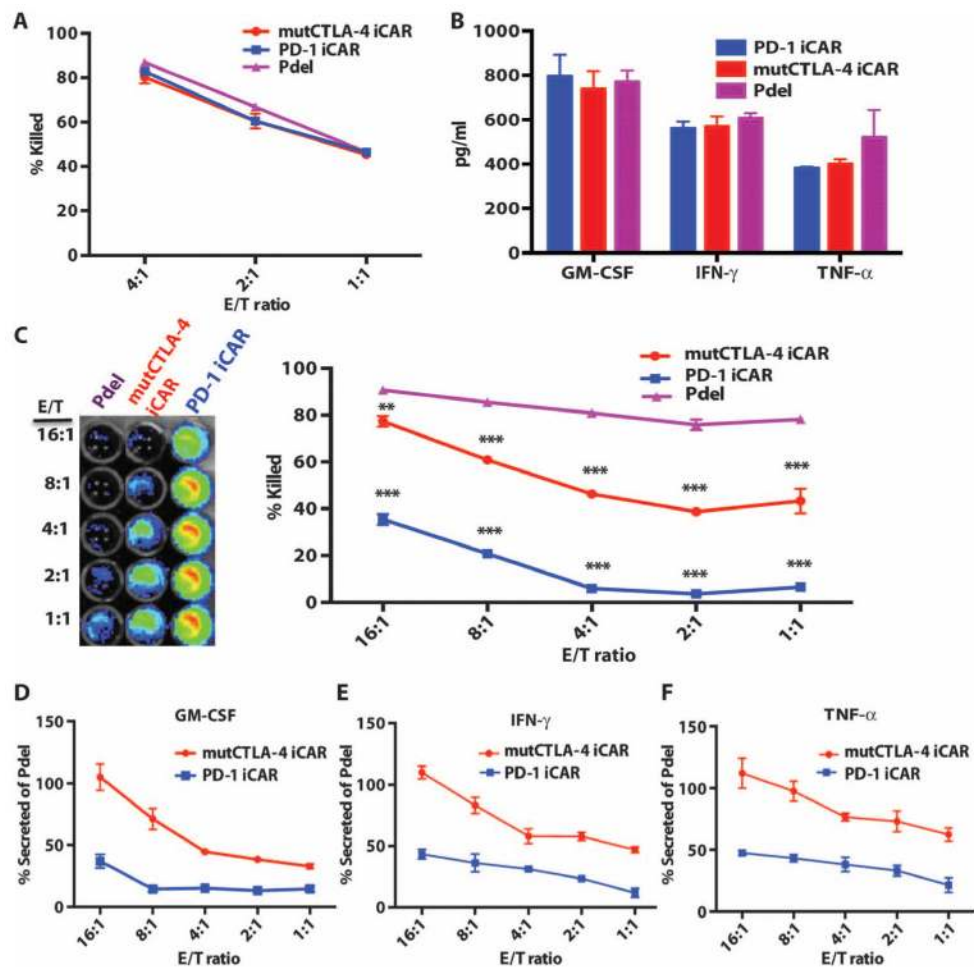 A
mutCTLA-4 iCAR
PD-1 iCAR
Pdel
% Killed
100
80
60
40
20
0
4:1
2:1
1:1
E/T ratio
B
PD-1 iCAR
mutCTLA-4 iCAR
Pdel
pg/ml
800
600
400
600
200
0
GM-CSF
IFN-γ
TNF-α
C
Pdel
mutCTLA-4
iCAR
PD-1 iCAR
E/T
16:1
8:1
4:1
2:1
1:1
mutCTLA-4 iCAR
PD-1 iCAR
Pdel
% Killed
100
80
60
40
20
0
**
***
***
***
***
***
***
***
***
***
16:1
8:1
4:1
2:1
1:1
E/T ratio
D
GM-CSF
mutCTLA-4 iCAR
PD-1 iCAR
% Secreted of Pdel
150
100
50
0
16:1
8:1
4:1
2:1
1:1
E/T ratio
E
IFN-γ
mutCTLA-4 iCAR
PD-1 iCAR
% Secreted of Pdel
150
100
50
0
16:1
8:1
4:1
2:1
1:1
E/T ratio
F
TNF-α
mutCTLA-4 iCAR
PD-1 iCAR
% Secreted of Pdel
150
100
50
0
16:1
8:1
4:1
2:1
1:1
E/T ratio